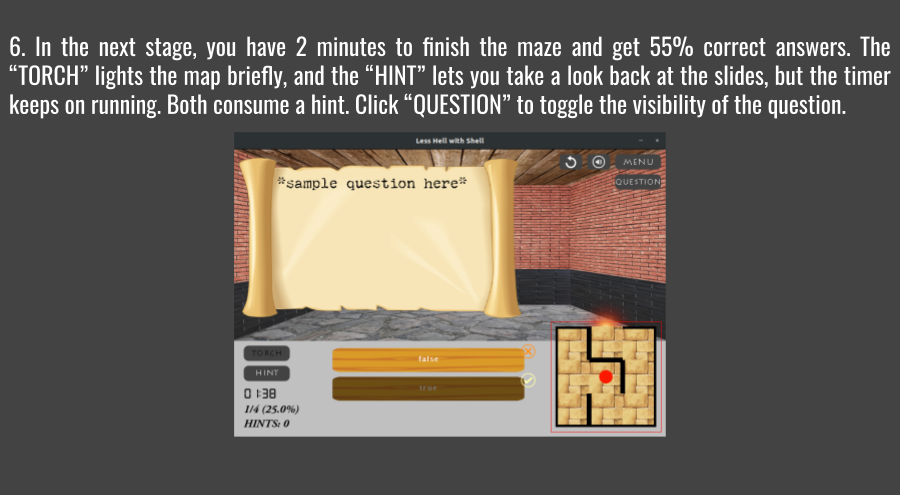 6. In the next stage, you have 2 minutes to finish the maze and get 55% correct answers. The
“TORCH” lights the map briefly, and the “HINT” lets you take a look back at the slides, but the timer
keeps on running. Both consume a hint. Click “QUESTION” to toggle the visibility of the question.
Less Hell with Shell
MENU
*sample question here*
QUESTION
TORCH
false
HINT
true
01:38
1/4 (25.0%)
HINTS: 0